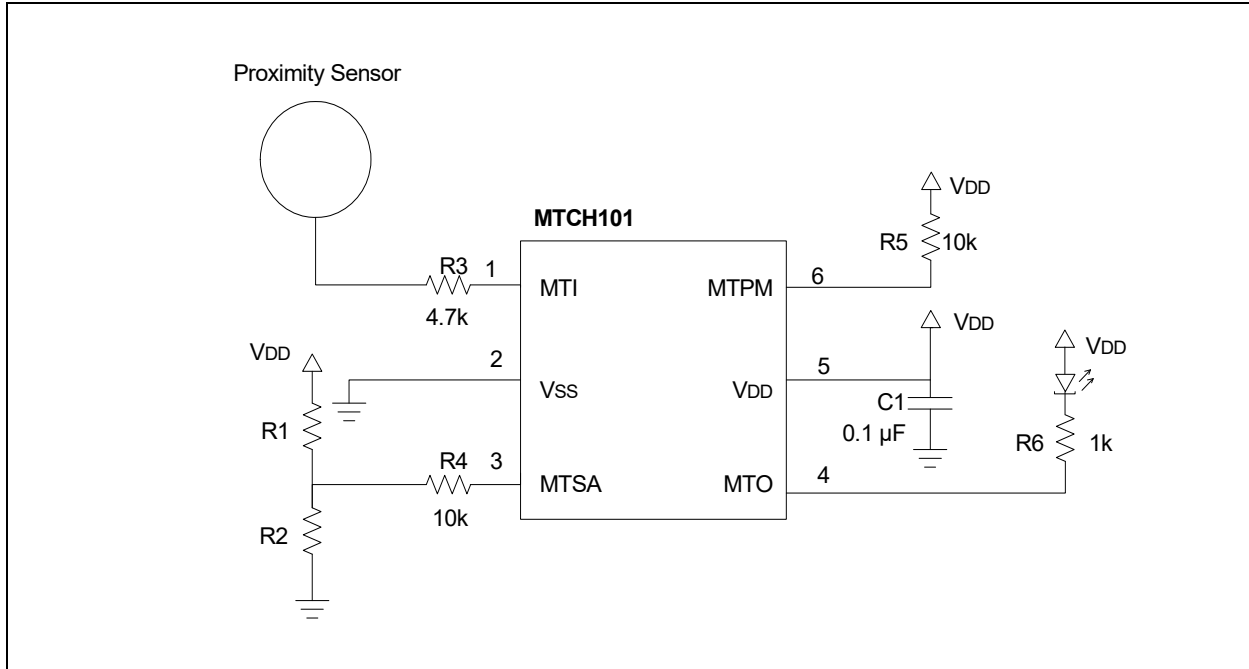 Proximity Sensor
MTCH101
R3
1
MTI
4.7k
MTPM
6
VDD
R5
10k
VDD
2
VSS
R1
R2
R4
3
MTSA
10k
VDD
5
VDD
C1
0.1 µF
VDD
R6
1k
MTO
4